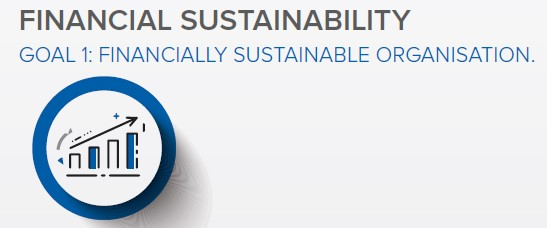 FINANCIAL SUSTAINABILITY
GOAL 1: FINANCIALLY SUSTAINABLE ORGANISATION.